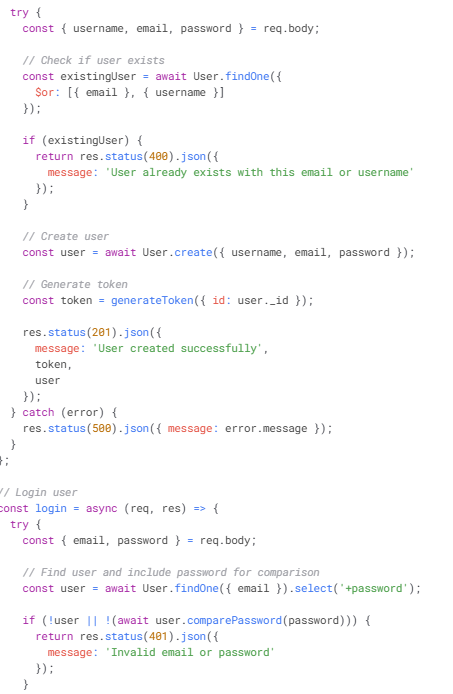 try {
const { username, email, password } = req.body;
// Check if user exists
const existingUser = await User.findOne({
$or: [{ email }, { username }]
});
if (existingUser) {
return res.status(400).json({
message: 'User already exists with this email or username'
});
}
// Create user
const user = await User.create({ username, email, password });
// Generate token
const token = generateToken({ id: user._id });
res.status(201).json({
message: 'User created successfully',
token,
user
});
} catch (error) {
res.status(500).json({ message: error.message });
}
};
// Login user
const login = async (req, res) => {
try {
const { email, password } = req.body;
// Find user and include password for comparison
const user = await User.findOne({ email }).select('+password');
if (!user || !(await user.comparePassword(password))) {
return res.status(401).json({
message: 'Invalid email or password'
});
}